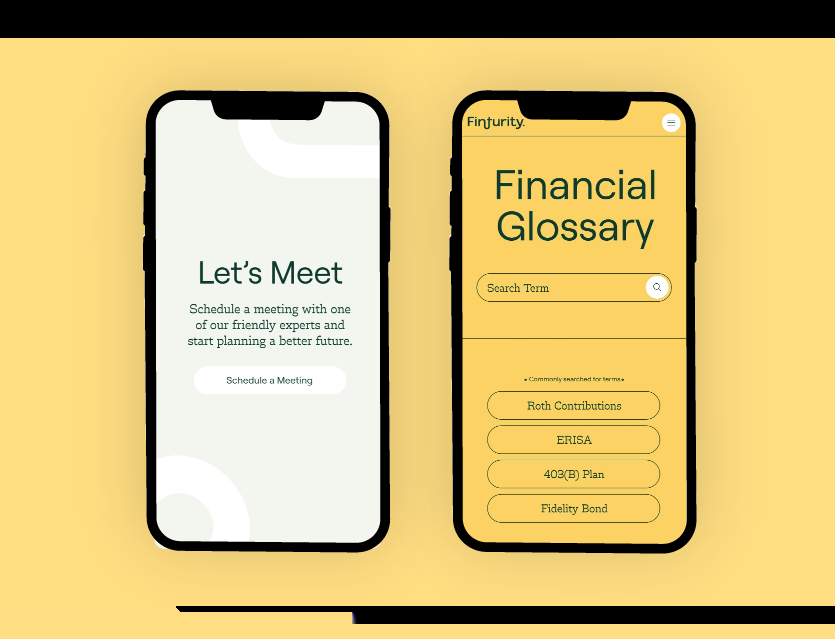 Let's Meet
Schedule a meeting with one
of our friendly experts and
start planning a better future.
Schedule a Meeting
Finturity.
Financial
Glossary
Search Term
• Commonly searched for terms •
Roth Contributions
ERISA
403(B) Plan
Fidelity Bond